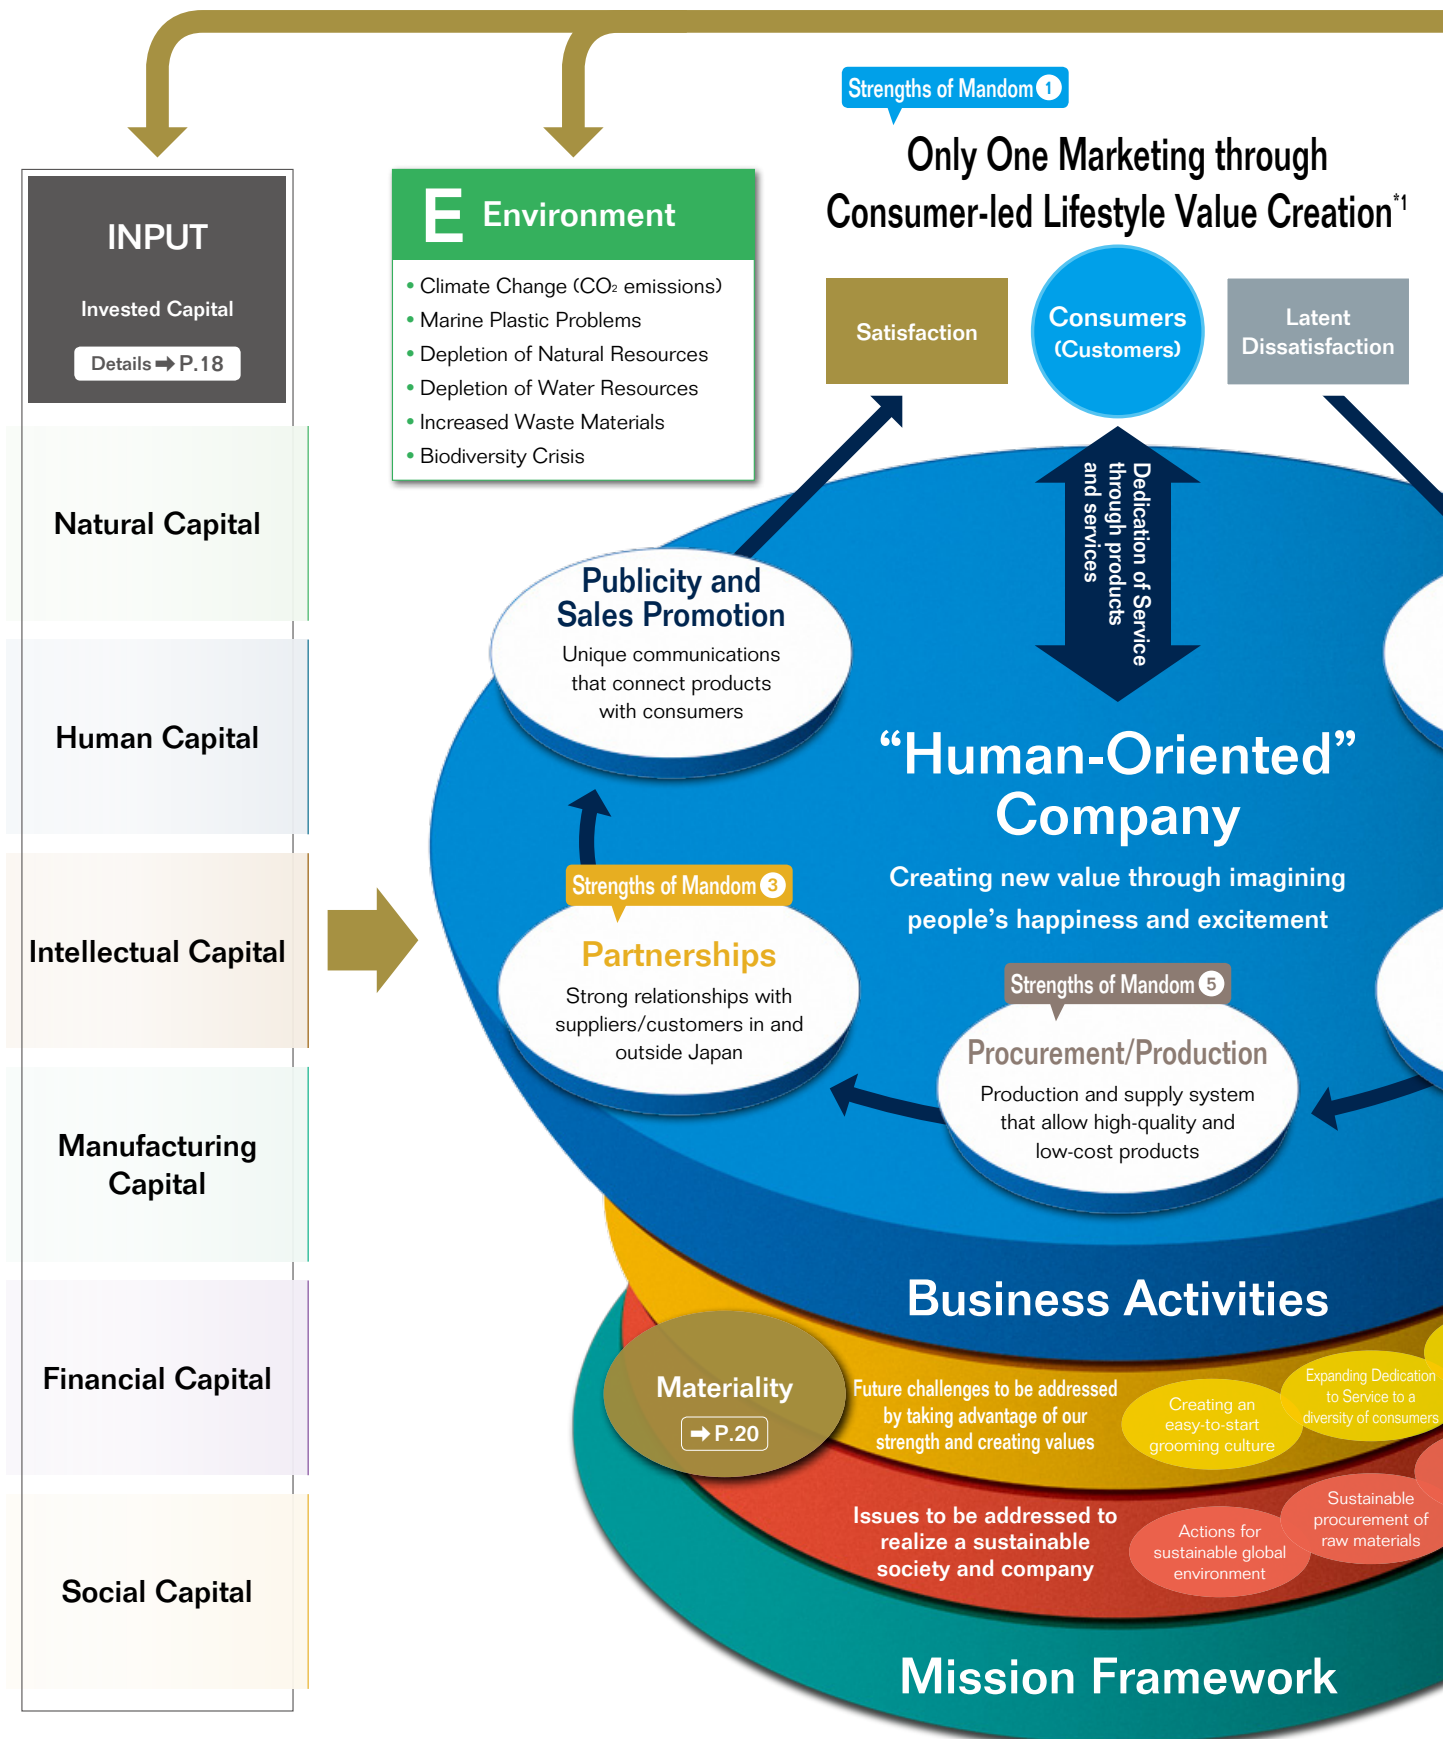 INPUT
Invested Capital
Details ➡ P.18
Natural Capital
Human Capital
Intellectual Capital
Manufacturing
Capital
Financial Capital
Social Capital
E Environment
• Climate Change (CO₂ emissions)
• Marine Plastic Problems
• Depletion of Natural Resources
• Depletion of Water Resources
• Increased Waste Materials
• Biodiversity Crisis
Strengths of Mandom 1
Only One Marketing through
Consumer-led Lifestyle Value Creation*1
Satisfaction
Consumers
(Customers)
Latent
Dissatisfaction
Dedication of Service
through products
and services
Publicity and
Sales Promotion
Unique communications
that connect products
with consumers
“Human-Oriented”
Company
Creating new value through imagining
people’s happiness and excitement
Strengths of Mandom 3
Partnerships
Strong relationships with
suppliers/customers in and
outside Japan
Strengths of Mandom 5
Procurement/Production
Production and supply system
that allow high-quality and
low-cost products
Business Activities
Materiality
➡ P.20
Future challenges to be addressed
by taking advantage of our
strength and creating values
Creating an
easy-to-start
grooming culture
Expanding Dedication
to Service to a
diversity of consumers
Issues to be addressed to
realize a sustainable
society and company
Actions for
sustainable global
environment
Sustainable
procurement of
raw materials
Mission Framework